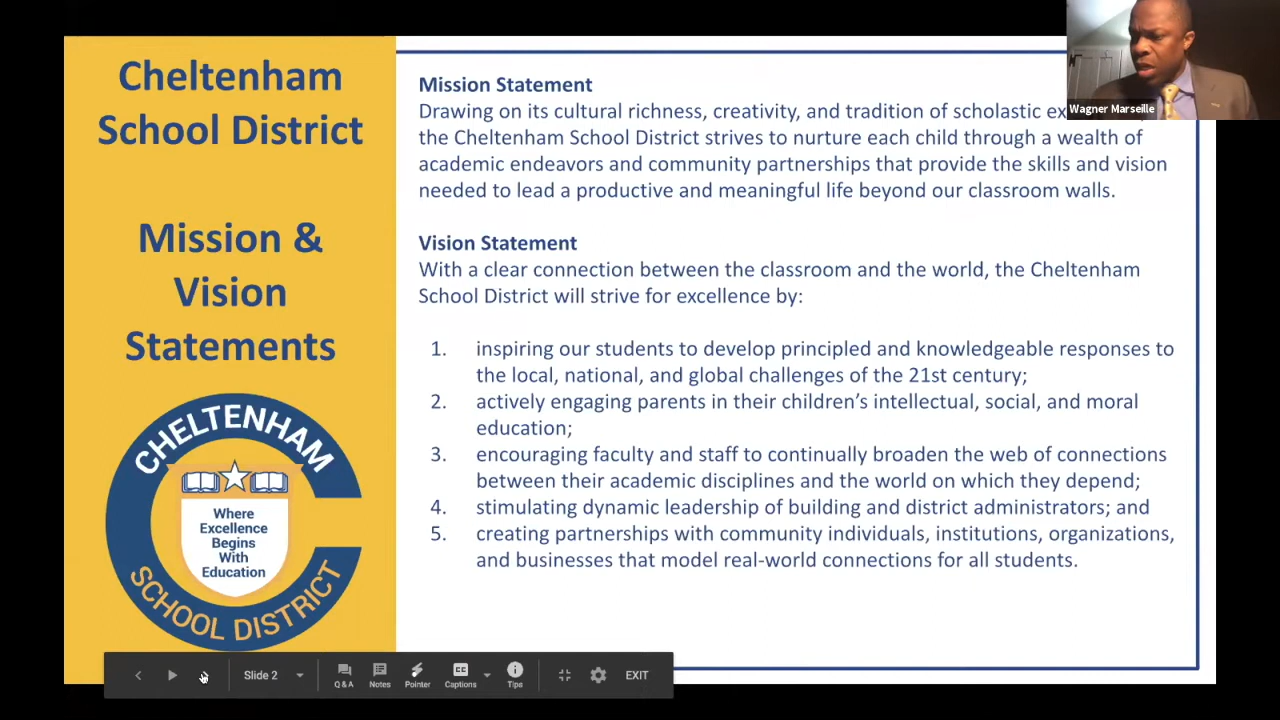 Cheltenham
School District
Mission &
Vision
Statements
CHELTENHAM
Where
Excellence
Begins
With
Education
SCHOOL DISTRICT
Mission Statement
Drawing on its cultural richness, creativity, and tradition of scholastic
the Cheltenham School District strives to nurture each child through a wealth of
academic endeavors and community partnerships that provide the skills and vision
needed to lead a productive and meaningful life beyond our classroom walls.
Vision Statement
With a clear connection between the classroom and the world, the Cheltenham
School District will strive for excellence by:
1. inspiring our students to develop principled and knowledgeable responses to
the local, national, and global challenges of the 21st century;
2. actively engaging parents in their children’s intellectual, social, and moral
education;
3. encouraging faculty and staff to continually broaden the web of connections
between their academic disciplines and the world on which they depend;
4. stimulating dynamic leadership of building and district administrators; and
5. creating partnerships with community individuals, institutions, organizations,
and businesses that model real-world connections for all students.
Wagner Marseille
Slide 2
Q & A
Notes
Pointer
CC
Captions
Tips
EXIT